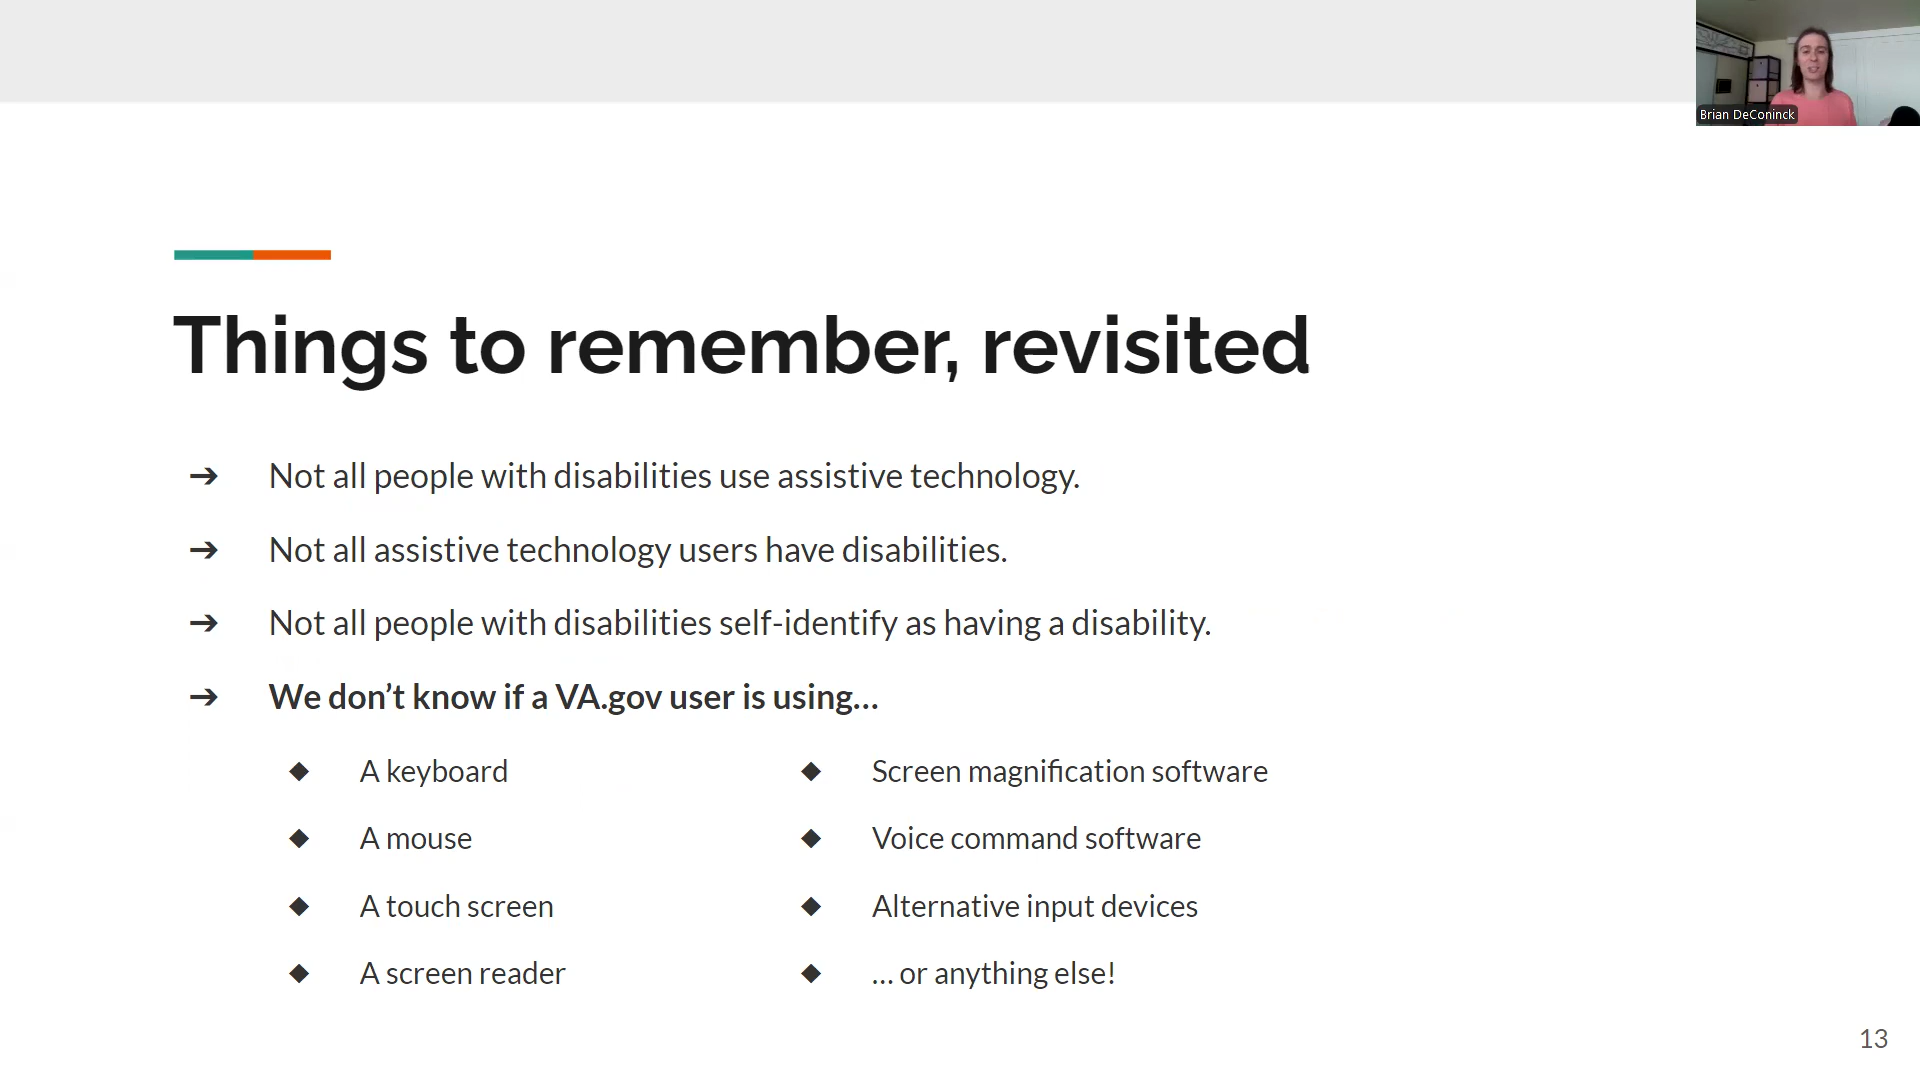 Brian DeConinck
Things to remember, revisited
➔ Not all people with disabilities use assistive technology.
➔ Not all assistive technology users have disabilities.
➔ Not all people with disabilities self-identify as having a disability.
➔ We don’t know if a VA.gov user is using…
◆ A keyboard
◆ A mouse
◆ A touch screen
◆ A screen reader
◆ Screen magnification software
◆ Voice command software
◆ Alternative input devices
◆ … or anything else!
13